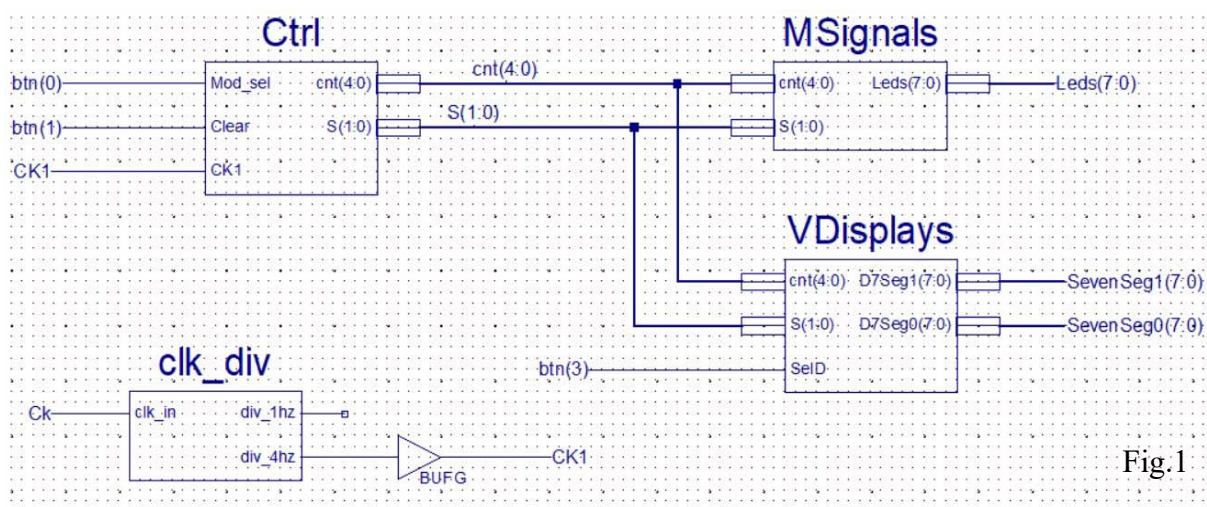 Ctrl
MSignals
btn(0)
Mod_sel
cnt(4:0)
cnt(4:0)
cnt(4:0)
Leds(7:0)
Leds(7:0)
btn(1)
Clear
S(1:0)
S(1:0)
S(1:0)
CK1
CK1
VDisplays
cnt(4:0)
D7Seg1(7:0)
SevenSeg1(7:0)
S(1:0)
D7Seg0(7:0)
SevenSeg0(7:0)
btn(3)
SelD
clk_div
Ck
clk_in
div_1hz
div_4hz
BUFG
CK1
Fig.1